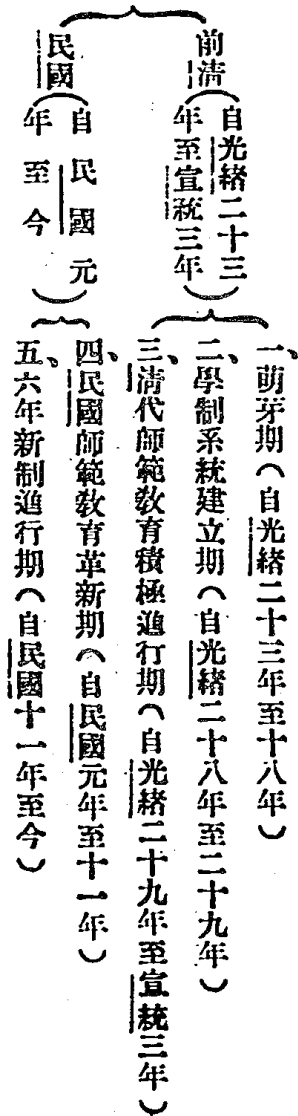 前清（自光緒二十三
年至宣統三年）
一、萌芽期（自光緒二十三年至十八年）
二、學制系統建立期（自光緒二十八年至二十九年）
三、清代師範教育積極進行期（自光緒二十九年至宣統三年）
民國（自民國元
年至今）
四、民國師範教育革新期（自民國元年至十一年）
五、六年新制進行期（自民國十一年至今）